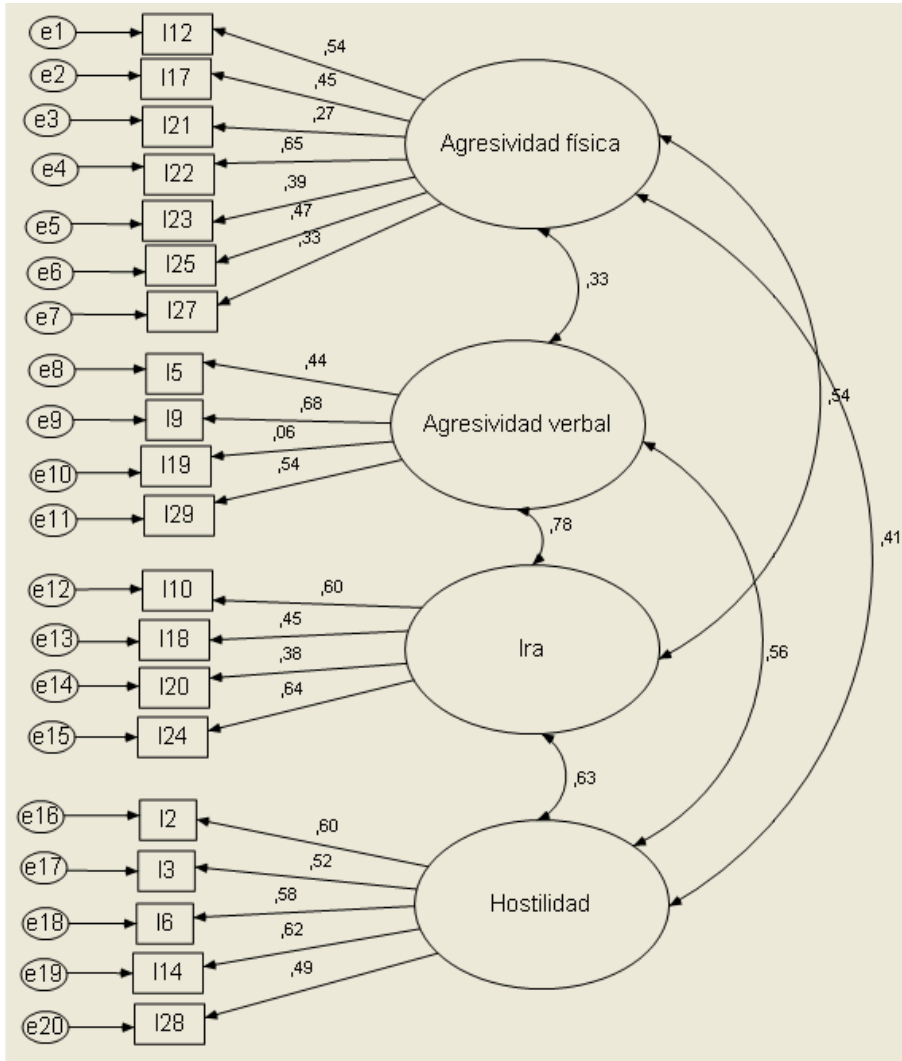 e1
I12
,54
e2
I17
,45
e3
I21
,27
e4
I22
,65
e5
I23
,39
e6
I25
,47
e7
I27
,33
Agresividad física
,33
e8
I5
,44
e9
I9
,68
e10
I19
,06
e11
I29
,54
Agresividad verbal
,54
,41
,78
e12
I10
,60
e13
I18
,45
e14
I20
,38
e15
I24
,64
Ira
,56
,63
e16
I2
,60
e17
I3
,52
e18
I6
,58
e19
I14
,62
e20
I28
,49
Hostilidad